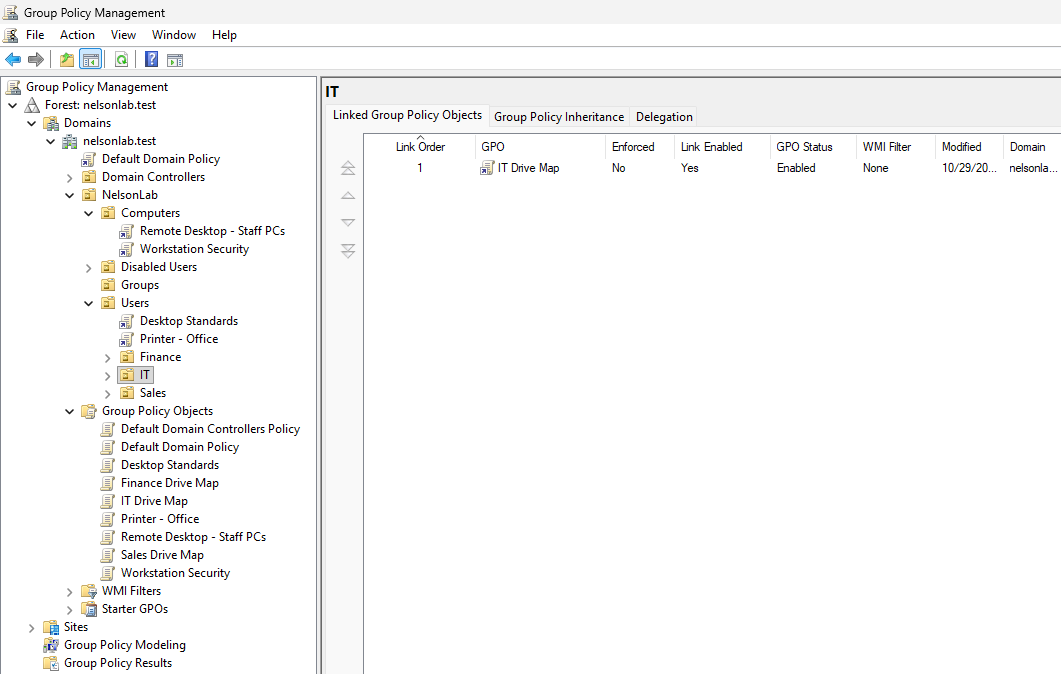 Group Policy Management
File Action View Window Help
Group Policy Management
Forest: nelsonlab.test
Domains
nelsonlab.test
Default Domain Policy
Domain Controllers
NelsonLab
Computers
Remote Desktop - Staff PCs
Workstation Security
Disabled Users
Groups
Users
Desktop Standards
Printer - Office
Finance
IT
Sales
Group Policy Objects
Default Domain Controllers Policy
Default Domain Policy
Desktop Standards
Finance Drive Map
IT Drive Map
Printer - Office
Remote Desktop - Staff PCs
Sales Drive Map
Workstation Security
WMI Filters
Starter GPOs
Sites
Group Policy Modeling
Group Policy Results
IT
Linked Group Policy Objects Group Policy Inheritance Delegation
Link Order GPO Enforced Link Enabled GPO Status WMI Filter Modified Domain
1 IT Drive Map No Yes Enabled None 10/29/20... nelsonla...